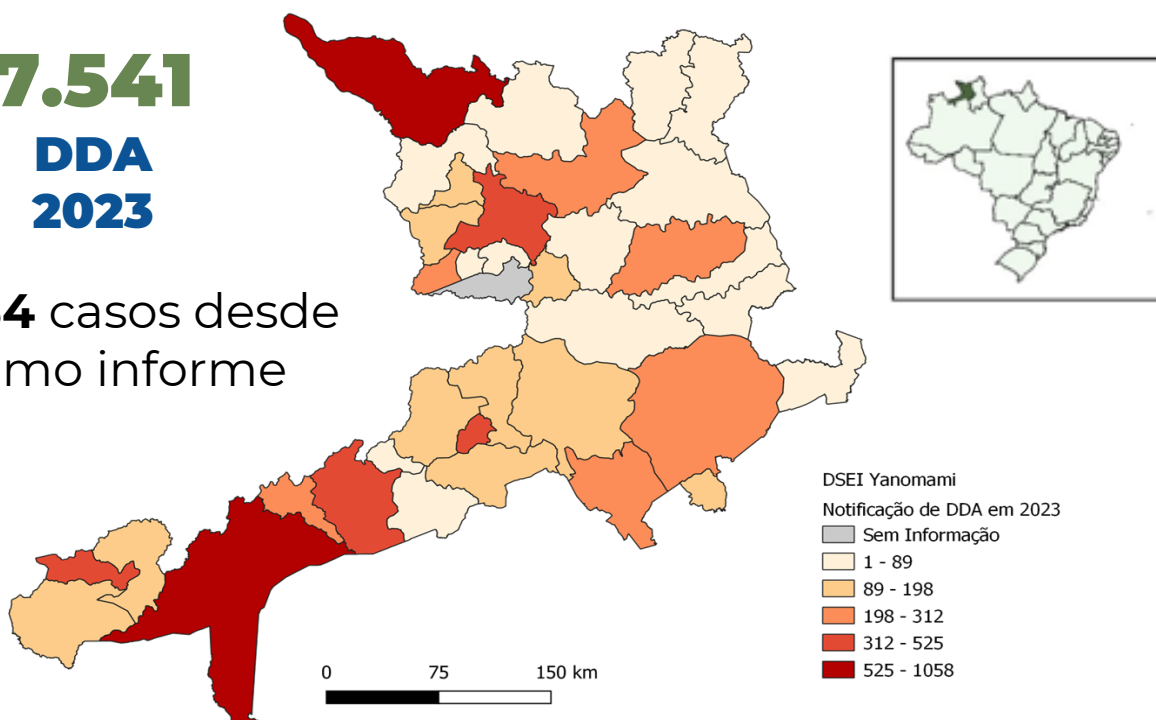 7.541
DDA
2023
4 casos desde
mo informe
DSEI Yanomami
Notificação de DDA em 2023
Sem Informação
1 - 89
89 - 198
198 - 312
312 - 525
525 - 1058
0 75 150 km